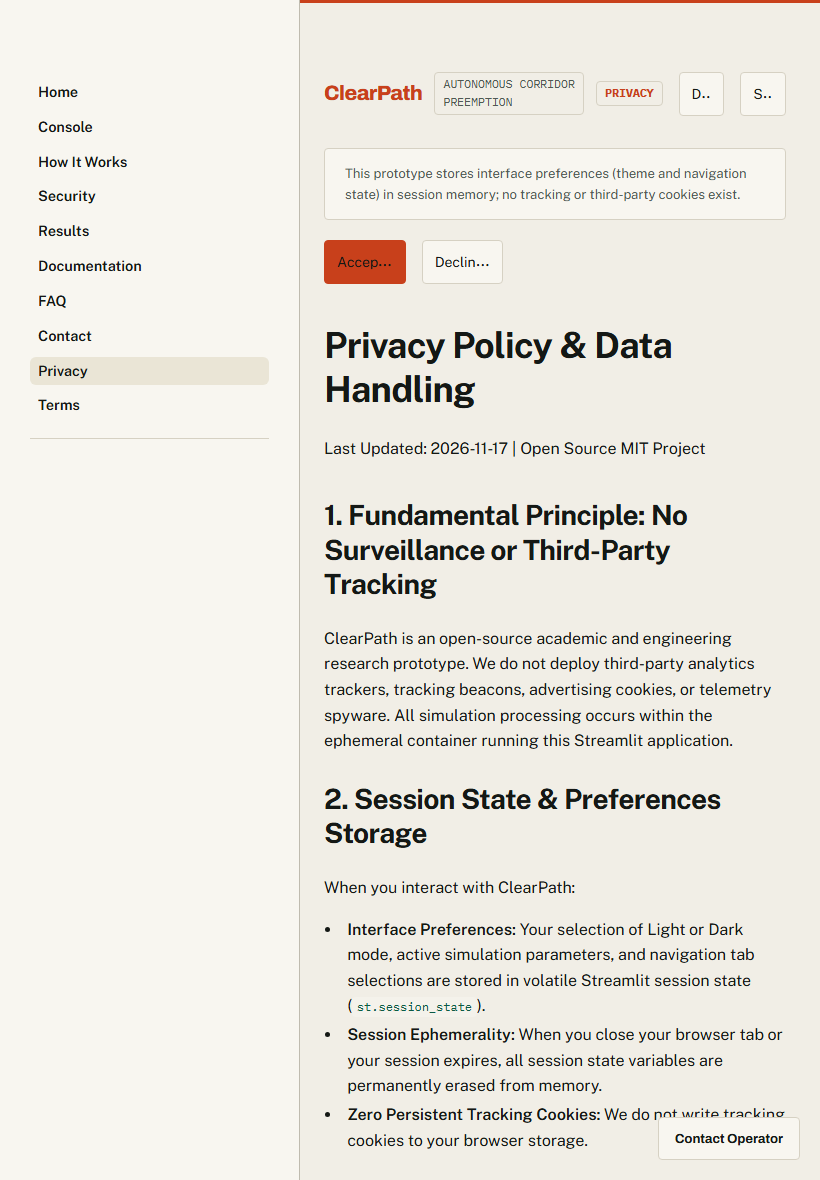 Home
Console
How It Works
Security
Results
Documentation
FAQ
Contact
Privacy
Terms
ClearPath
AUTONOMOUS CORRIDOR
PREEMPTION
PRIVACY
D..
S..
This prototype stores interface preferences (theme and navigation
state) in session memory; no tracking or third-party cookies exist.
Accep...
Declin...
Privacy Policy & Data
Handling
Last Updated: 2026-11-17 | Open Source MIT Project
1. Fundamental Principle: No
Surveillance or Third-Party
Tracking
ClearPath is an open-source academic and engineering
research prototype. We do not deploy third-party analytics
trackers, tracking beacons, advertising cookies, or telemetry
spyware. All simulation processing occurs within the
ephemeral container running this Streamlit application.
2. Session State & Preferences
Storage
When you interact with ClearPath:
• Interface Preferences: Your selection of Light or Dark
mode, active simulation parameters, and navigation tab
selections are stored in volatile Streamlit session state
( st.session_state ).
• Session Ephemerality: When you close your browser tab or
your session expires, all session state variables are
permanently erased from memory.
• Zero Persistent Tracking Cookies: We do not write tracking
cookies to your browser storage.
Contact Operator